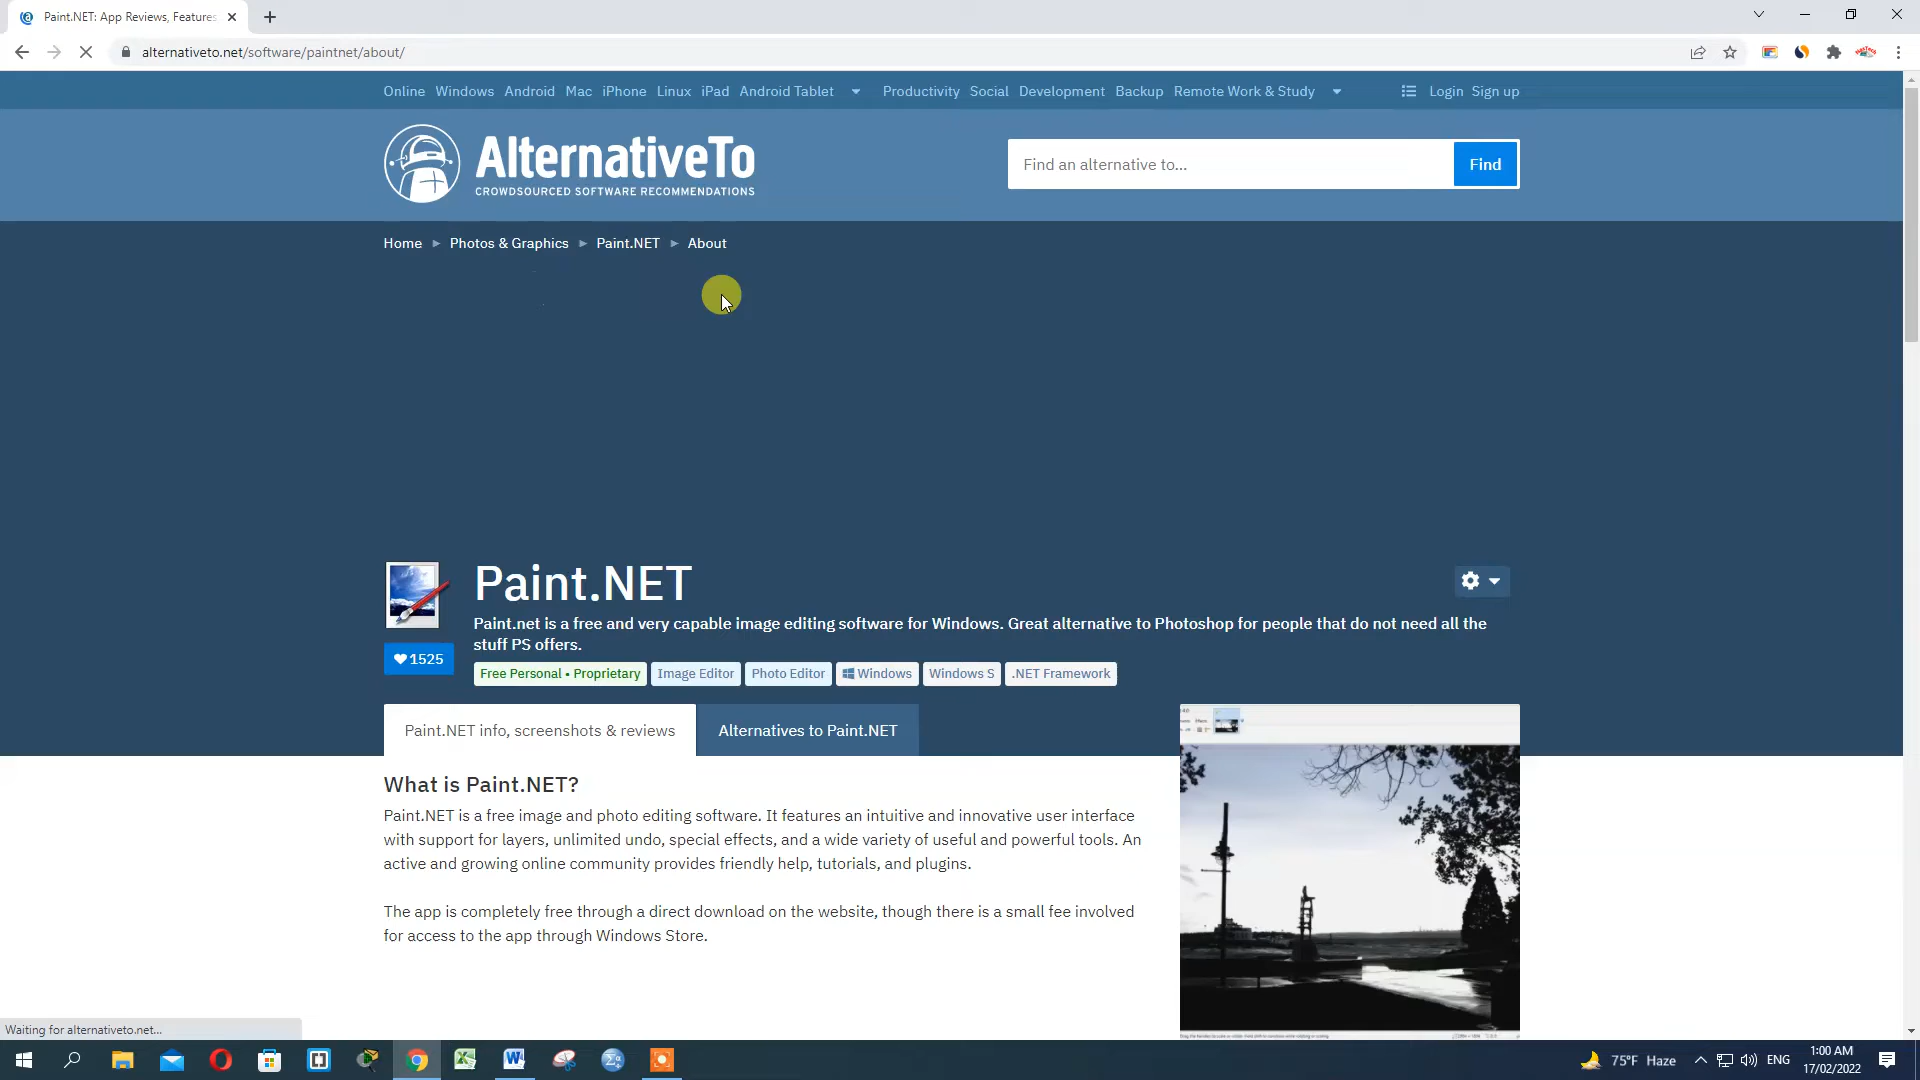 Paint.NET: App Reviews, Features
alternativeto.net/software/paintnet/about/
Online Windows Android Mac iPhone Linux iPad Android Tablet Productivity Social Development Backup Remote Work & Study Login Sign up
AlternativeTo
CROWDSOURCED SOFTWARE RECOMMENDATIONS
Find an alternative to...
Find
Home ► Photos & Graphics ► Paint.NET ► About
Paint.NET
Paint.net is a free and very capable image editing software for Windows. Great alternative to Photoshop for people that do not need all the
stuff PS offers.
1525
Free Personal • Proprietary Image Editor Photo Editor Windows Windows S .NET Framework
Paint.NET info, screenshots & reviews
Alternatives to Paint.NET
What is Paint.NET?
Paint.NET is a free image and photo editing software. It features an intuitive and innovative user interface
with support for layers, unlimited undo, special effects, and a wide variety of useful and powerful tools. An
active and growing online community provides friendly help, tutorials, and plugins.
The app is completely free through a direct download on the website, though there is a small fee involved
for access to the app through Windows Store.
Waiting for alternativeto.net...
75°F Haze
ENG
1:00 AM
17/02/2022